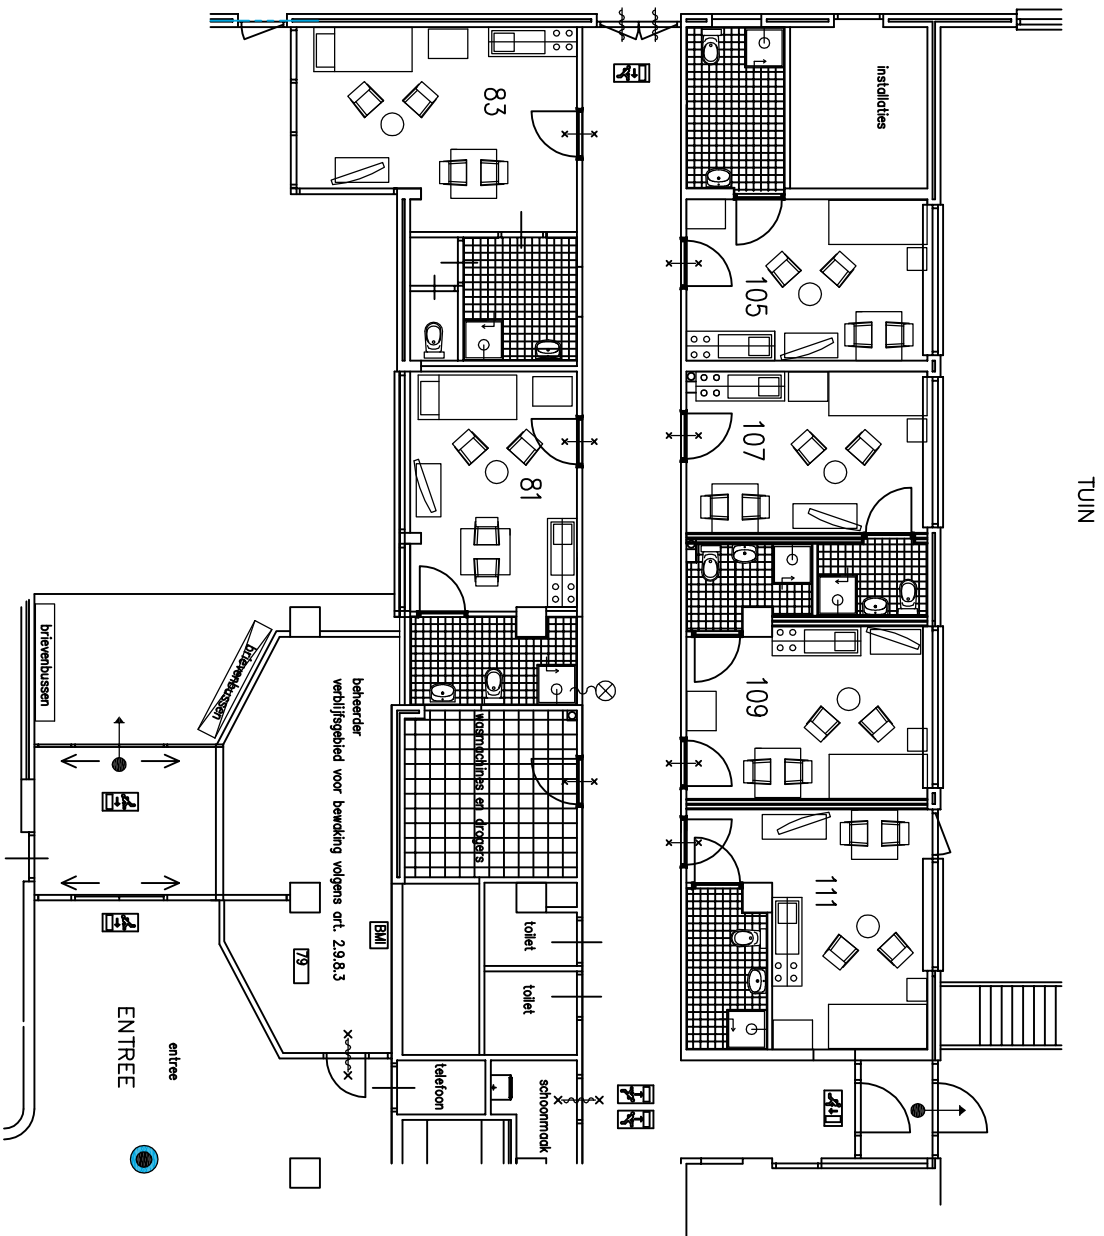 83
installaties
105
107
TUIN
81
109
brievenbussen
brievenbussen
beheerder
verblijfsgebied voor bewaking volgens art. 2.9.8.3
wasmachines en drogers
111
toilet
BMI
79
toilet
ENTREE
entree
telefoon
schoonmaak